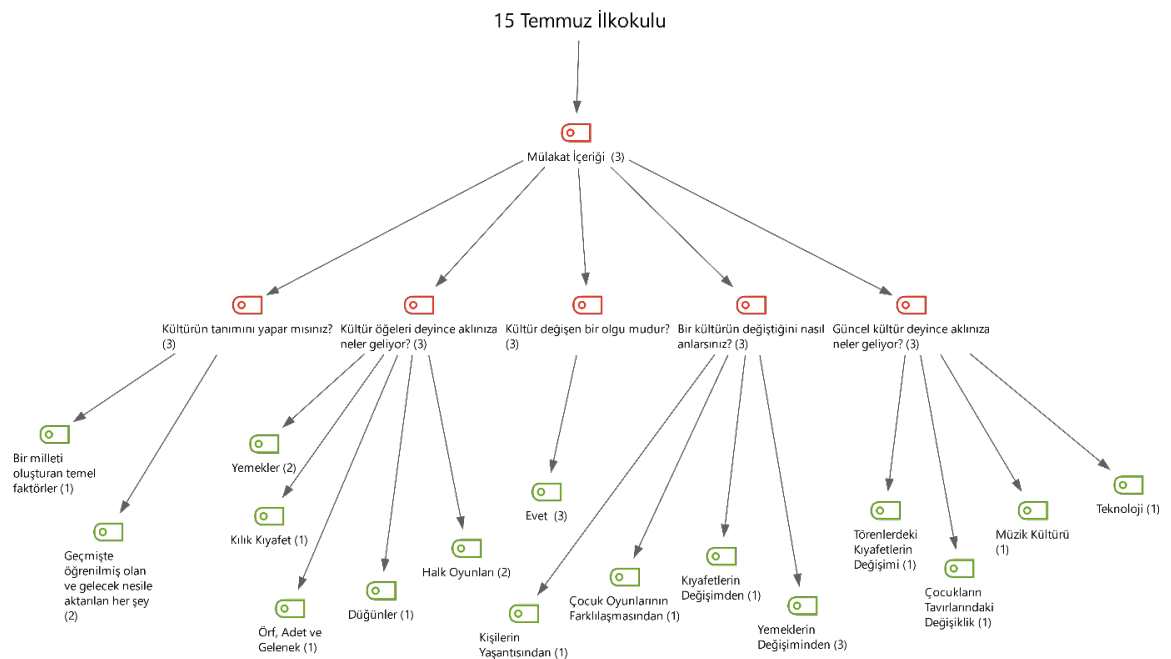 15 Temmuz İlkokulu
Mülakat İçeriği (3)
Kültürün tanımını yapar mısınız?
(3)
Kültür öğeleri deyince aklınıza
neler geliyor? (3)
Kültür değişen bir olgu mudur?
(3)
Bir kültürün değiştiğini nasıl
anlarsınız? (3)
Güncel kültür deyince aklınıza
neler geliyor? (3)
Bir milleti
oluşturan temel
faktörler (1)
Geçmişte
öğrenilmiş olan
ve gelecek nesile
aktarılan her şey
(2)
Yemekler (2)
Kılık Kıyafet (1)
Örf, Adet ve
Gelenek (1)
Düğünler (1)
Halk Oyunları (2)
Evet (3)
Kişilerin
Yaşantısından (1)
Çocuk Oyunlarının
Farklılaşmasından (1)
Kıyafetlerin
Değişimden (1)
Yemeklerin
Değişiminden (3)
Törenlerdeki
Kıyafetlerin
Değişimi (1)
Çocukların
Tavırlarındaki
Değişiklik (1)
Müzik Kültürü
(1)
Teknoloji (1)